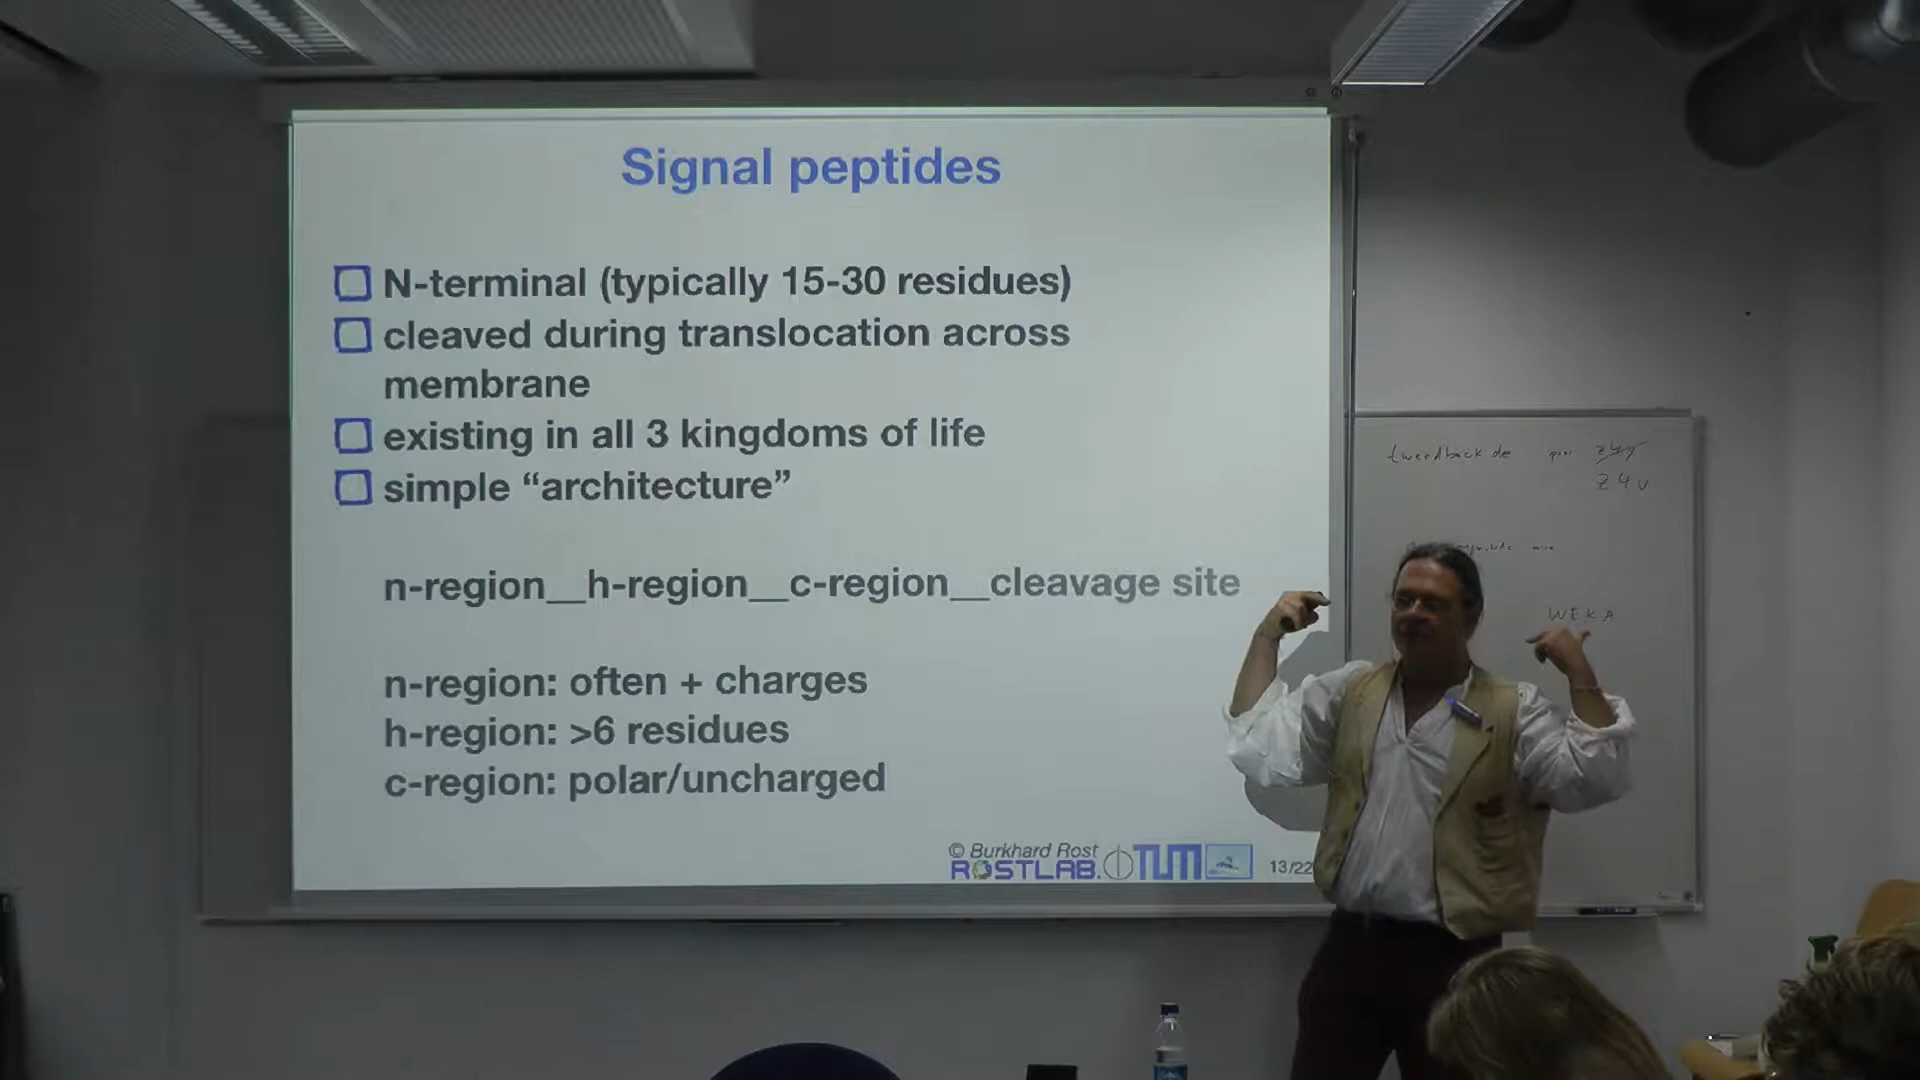 Signal peptides
N-terminal (typically 15-30 residues)
cleaved during translocation across
membrane
existing in all 3 kingdoms of life
simple “architecture”
n-region__h-region__c-region__cleavage site
n-region: often + charges
h-region: >6 residues
c-region: polar/uncharged
© Burkhard Rost
ROSTLAB. TUM
13/22
tweedback de
Z4U
WEKA